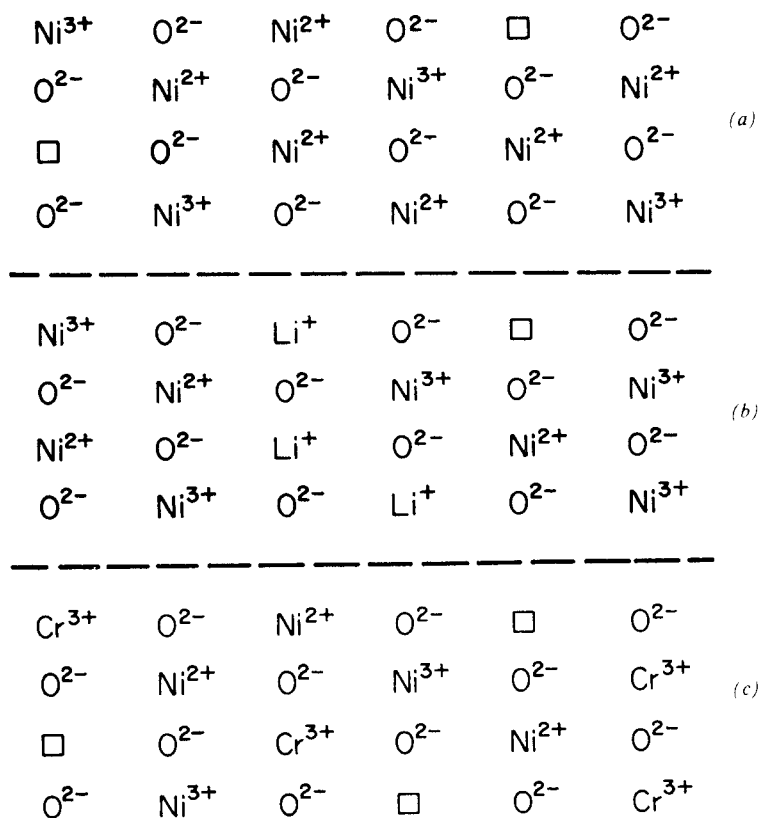 Ni³⁺ O²⁻ Ni²⁺ O²⁻ □ O²⁻
O²⁻ Ni²⁺ O²⁻ Ni³⁺ O²⁻ Ni²⁺
(a)
□ O²⁻ Ni²⁺ O²⁻ Ni²⁺ O²⁻
O²⁻ Ni³⁺ O²⁻ Ni²⁺ O²⁻ Ni³⁺
Ni³⁺ O²⁻ Li⁺ O²⁻ □ O²⁻
O²⁻ Ni²⁺ O²⁻ Ni³⁺ O²⁻ Ni³⁺
(b)
Ni²⁺ O²⁻ Li⁺ O²⁻ Ni²⁺ O²⁻
O²⁻ Ni³⁺ O²⁻ Li⁺ O²⁻ Ni³⁺
Cr³⁺ O²⁻ Ni²⁺ O²⁻ □ O²⁻
O²⁻ Ni²⁺ O²⁻ Ni³⁺ O²⁻ Cr³⁺
(c)
□ O²⁻ Cr³⁺ O²⁻ Ni²⁺ O²⁻
O²⁻ Ni³⁺ O²⁻ □ O²⁻ Cr³⁺